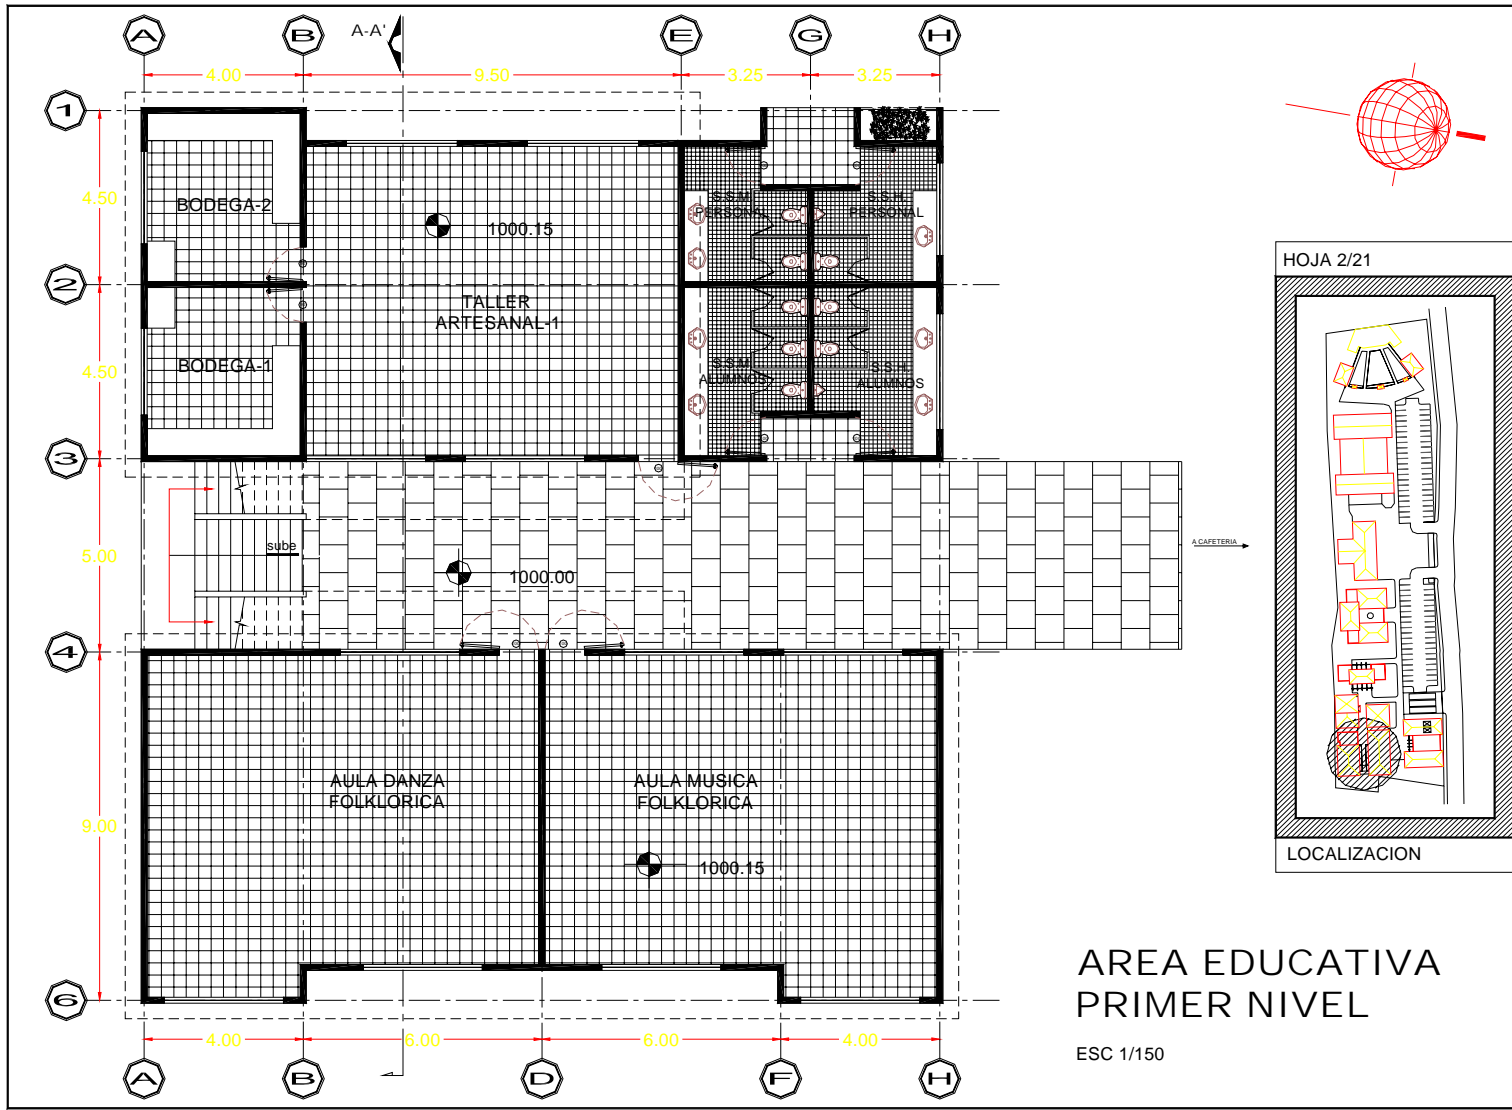 A
B
A-A'
E
G
H
4.00
9.50
3.25
3.25
1
4.50
BODEGA-2
1000.15
S.S.M.
PERSONAL
S.S.H.
PERSONAL
HOJA 2/21
2
TALLER
ARTESANAL-1
4.50
BODEGA-1
S.S.M.
ALUMNOS
S.S.H.
ALUMNOS
3
5.00
sube
1000.00
A CAFETERIA
4
AULA DANZA
FOLKLORICA
AULA MUSICA
FOLKLORICA
9.00
1000.15
LOCALIZACION
AREA EDUCATIVA
PRIMER NIVEL
ESC 1/150
6
4.00
6.00
6.00
4.00
A
B
D
F
H